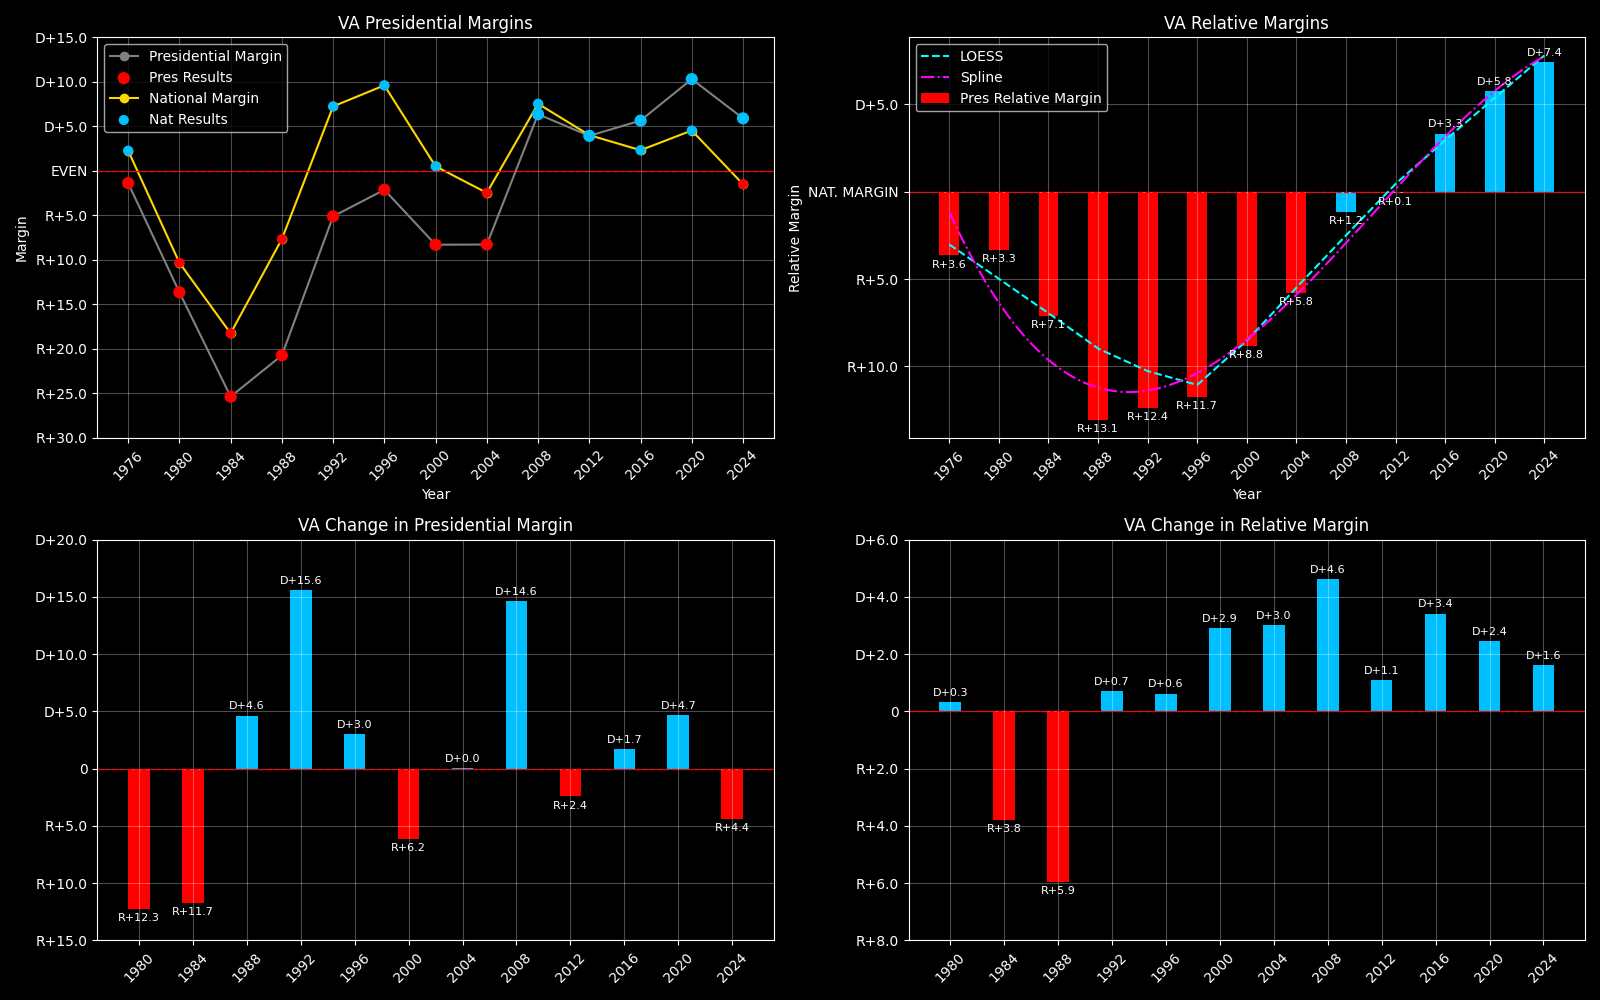 VA Presidential Margins
D+15.0
D+10.0
D+5.0
EVEN
R+5.0
R+10.0
R+15.0
R+20.0
R+25.0
R+30.0
Margin
Presidential Margin
Pres Results
National Margin
Nat Results
1976
1980
1984
1988
1992
1996
2000
2004
2008
2012
2016
2020
2024
Year
VA Relative Margins
D+5.0
NAT. MARGIN
R+5.0
R+10.0
Relative Margin
LOESS
Spline
Pres Relative Margin
R+3.6
R+3.3
R+7.1
R+13.1
R+12.4
R+11.7
R+8.8
R+5.8
R+1.2
R+0.1
D+3.3
D+5.8
D+7.4
1976
1980
1984
1988
1992
1996
2000
2004
2008
2012
2016
2020
2024
Year
VA Change in Presidential Margin
D+20.0
D+15.0
D+10.0
D+5.0
0
R+5.0
R+10.0
R+15.0
R+12.3
R+11.7
D+4.6
D+15.6
D+3.0
R+6.2
D+0.0
D+14.6
R+2.4
D+1.7
D+4.7
R+4.4
1980
1984
1988
1992
1996
2000
2004
2008
2012
2016
2020
2024
VA Change in Relative Margin
D+6.0
D+4.0
D+2.0
0
R+2.0
R+4.0
R+6.0
R+8.0
D+0.3
R+3.8
R+5.9
D+0.7
D+0.6
D+2.9
D+3.0
D+4.6
D+1.1
D+3.4
D+2.4
D+1.6
1980
1984
1988
1992
1996
2000
2004
2008
2012
2016
2020
2024